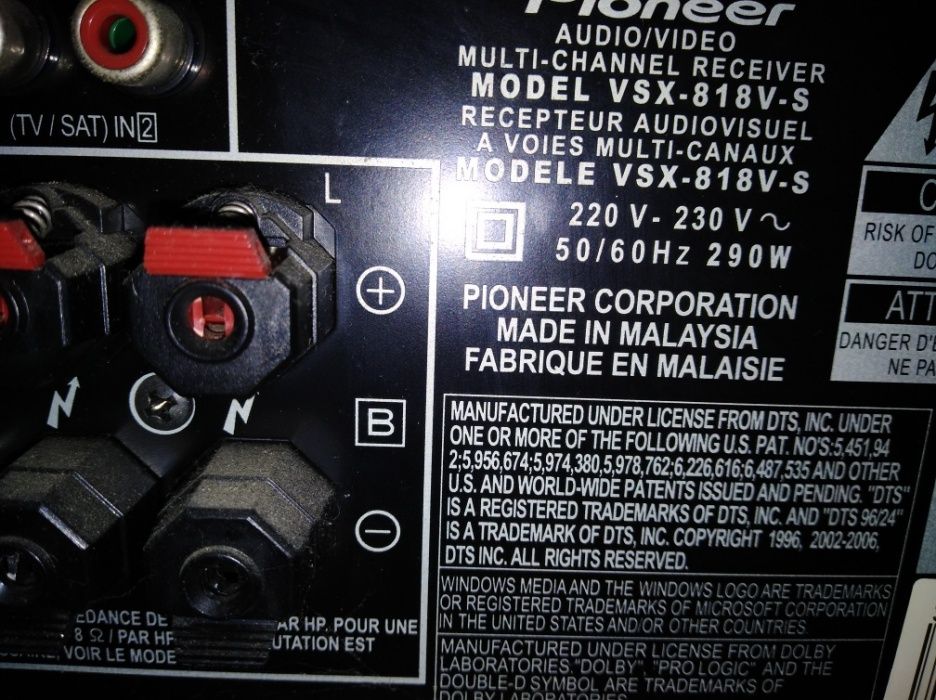 Pioneer
AUDIO/VIDEO
MULTI-CHANNEL RECEIVER
MODEL VSX-818V-S
RECEPTEUR AUDIOVISUEL
A VOIES MULTI-CANAUX
MODELE VSX-818V-S
220 V- 230 V ~
50/60Hz 290W
PIONEER CORPORATION
MADE IN MALAYSIA
FABRIQUE EN MALAISIE
(TV / SAT) IN 2
L
+
B
−
RISK OF
DANGER D'
NE PA
MANUFACTURED UNDER LICENSE FROM DTS, INC. UNDER
ONE OR MORE OF THE FOLLOWING U.S. PAT. NO'S:5,451,94
2;5,956,674;5,974,380,5,978,762;6,226,616;6,487,535 AND OTHER
U.S. AND WORLD-WIDE PATENTS ISSUED AND PENDING. "DTS"
IS A REGISTERED TRADEMARKS OF DTS, INC. AND "DTS 96/24"
IS A TRADEMARK OF DTS, INC. COPYRIGHT 1996, 2002-2006,
DTS INC. ALL RIGHTS RESERVED.
WINDOWS MEDIA AND THE WINDOWS LOGO ARE TRADEMARKS
OR REGISTERED TRADEMARKS OF MICROSOFT CORPORATION
IN THE UNITED STATES AND/OR OTHER COUNTRIES.
MANUFACTURED UNDER LICENSE FROM DOLBY
LABORATORIES."DOLBY", "PRO LOGIC" AND THE
DOUBLE-D SYMBOL ARE TRADEMARKS OF
DOLBY LABORATORIES.
EDANCE DE AR HP. POUR UNE
8 Ω / PAR HP UTATION EST
VOIR LE MODE